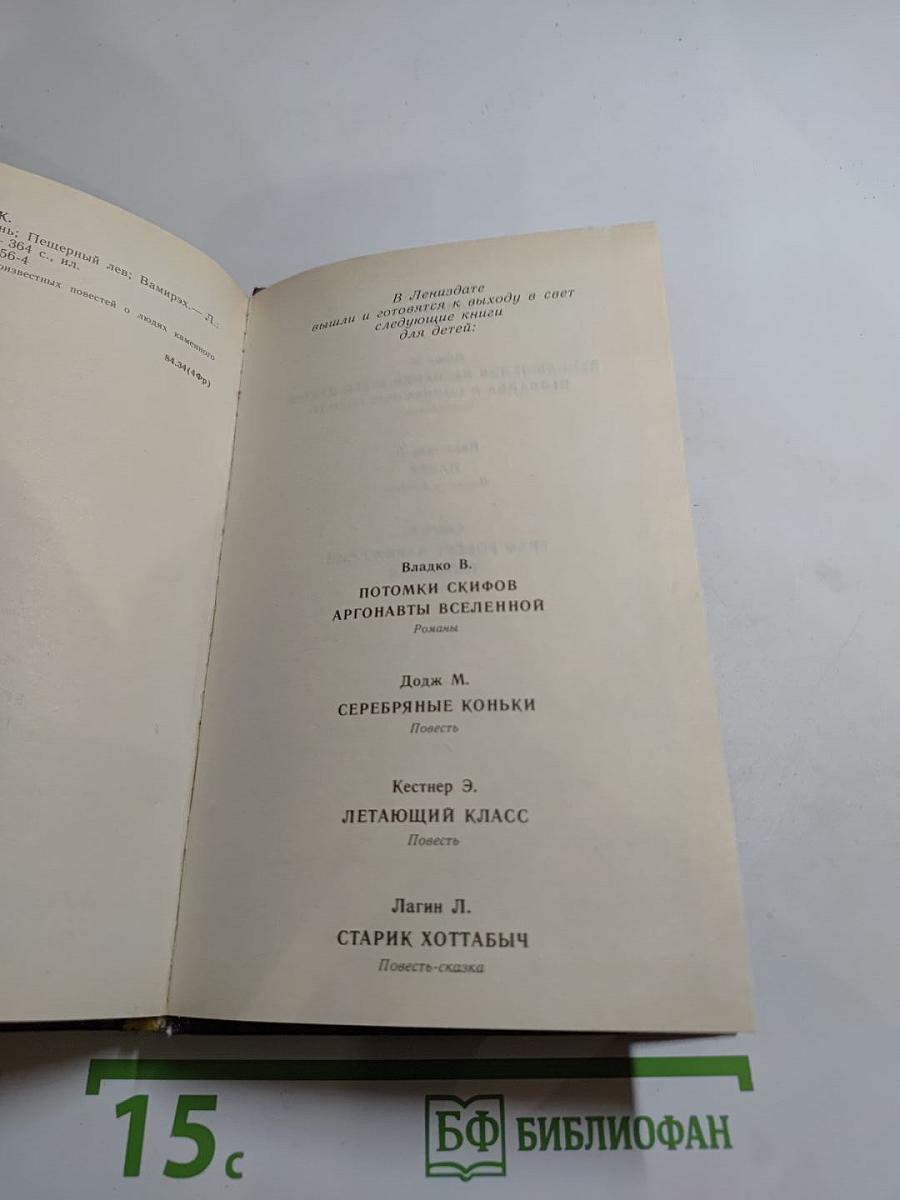 К.
нь; Пещерный лев; Вамирэх.— Л.:
— 364 с., ил.
56-4
оизвестных повестей о людях каменного
84.34(4Фр)
В Лениздате
вышли и готовятся к выходу в свет
следующие книги
для детей:
Владко В.
ПОТОМКИ СКИФОВ
АРГОНАВТЫ ВСЕЛЕННОЙ
Романы
Додж М.
СЕРЕБРЯНЫЕ КОНЬКИ
Повесть
Кестнер Э.
ЛЕТАЮЩИЙ КЛАСС
Повесть
Лагин Л.
СТАРИК ХОТТАБЫЧ
Повесть-сказка
15 с
БФ БИБЛИОФАН